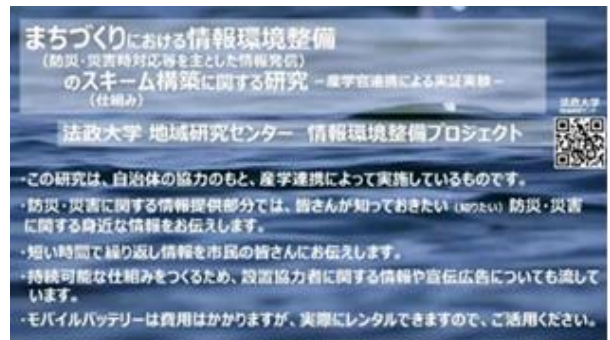 まちづくりにおける情報環境整備
(防災・災害時対応等を主とした情報発信)
のスキーム構築に関する研究 －産学官連携による実証実験－
(仕組み)
法政大学
法政大学 地域研究センター 情報環境整備プロジェクト
・この研究は、自治体の協力のもと、産学連携によって実施しているものです。
・防災・災害に関する情報提供部分では、皆さんが知っておきたい(知りたい)防災・災害
に関する身近な情報をお伝えします。
・短い時間で繰り返し情報を市民の皆さんにお伝えします。
・持続可能な仕組みをつくるため、設置協力者に関する情報や宣伝広告についても流して
います。
・モバイルバッテリーは費用はかかりますが、実際にレンタルできますので、ご活用ください。